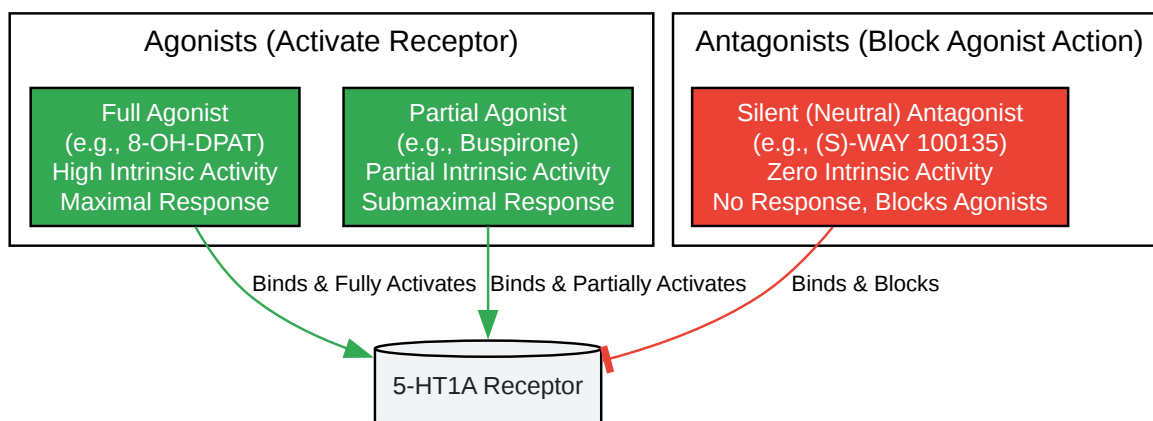 Agonists (Activate Receptor)
Full Agonist
(e.g., 8-OH-DPAT)
High Intrinsic Activity
Maximal Response
Partial Agonist
(e.g., Buspirone)
Partial Intrinsic Activity
Submaximal Response
Antagonists (Block Agonist Action)
Silent (Neutral) Antagonist
(e.g., (S)-WAY 100135)
Zero Intrinsic Activity
No Response, Blocks Agonists
Binds & Fully Activates
Binds & Partially Activates
Binds & Blocks
5-HT1A Receptor